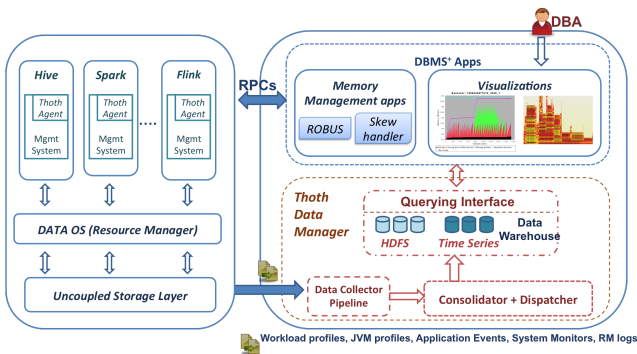 DBA
DBMS+ Apps
Hive
Spark
Flink
Thoth
Agent
Thoth
Agent
Thoth
Agent
Mgmt
System
Mgmt
System
....
Mgmt
System
RPCs
Memory
Management apps
ROBUS
Skew
handler
Visualizations
DATA OS (Resource Manager)
Uncoupled Storage Layer
Thoth
Data
Manager
Querying Interface
HDFS
Time Series
Data
Warehouse
Data Collector
Pipeline
Consolidator + Dispatcher
Workload profiles, JVM profiles, Application Events, System Monitors, RM logs